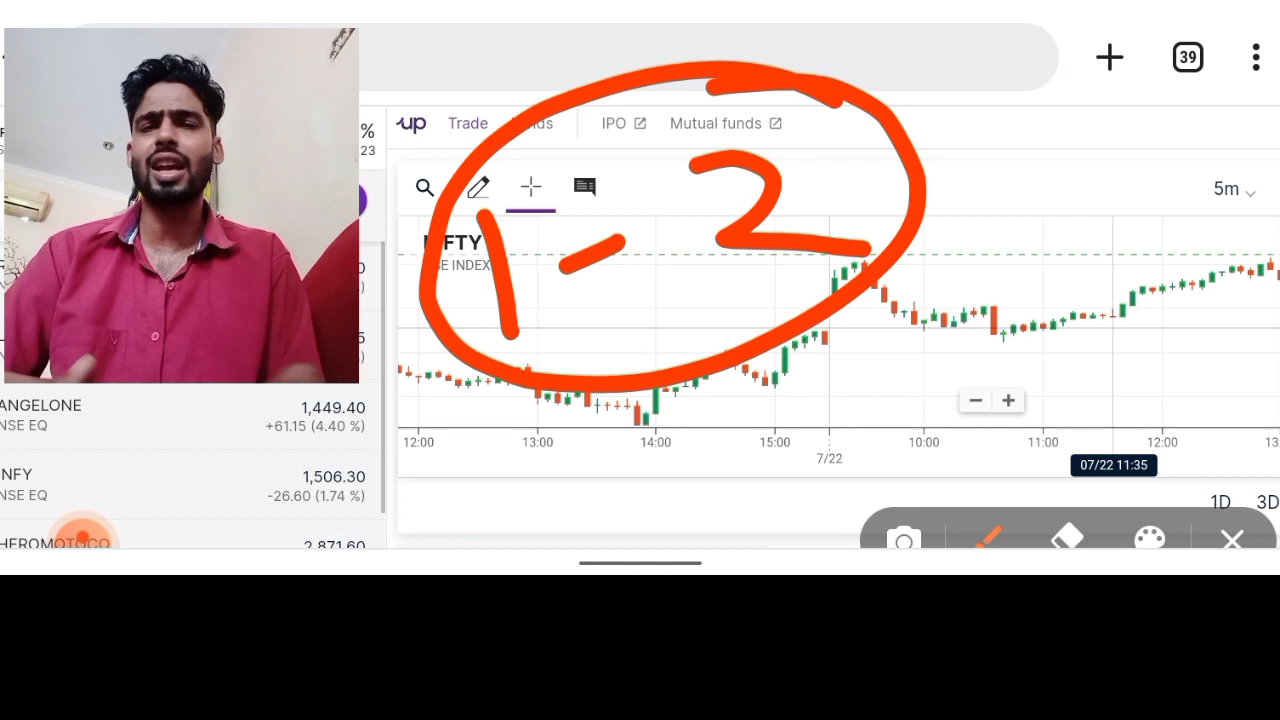 39
up Trade IPO Mutual funds
%
23
5m
1-2
FTY
SE INDEX
ANGELONE 1,449.40
NSE EQ +61.15 (4.40 %)
NFY 1,506.30
NSE EQ -26.60 (1.74 %)
HEROMOTOCO 2,871.60
12:00 13:00 14:00 15:00 10:00 11:00 12:00 13
7/22
07/22 11:35
1D 3D